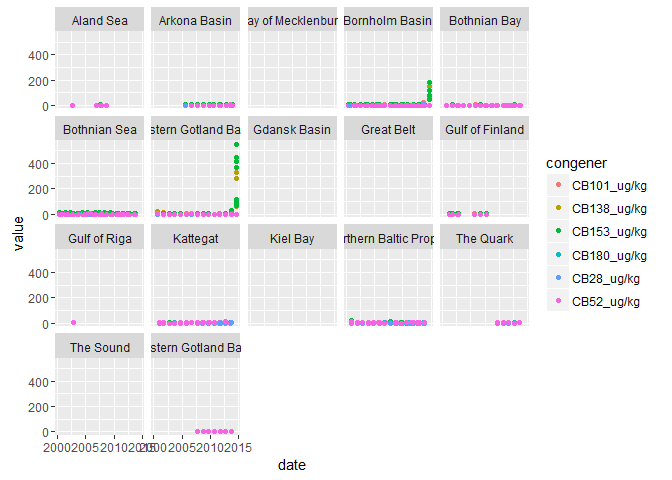 Aland Sea
Arkona Basin
ay of Mecklenbur
Bornholm Basin
Bothnian Bay
400
200
0
Bothnian Sea
stern Gotland Ba
Gdansk Basin
Great Belt
Gulf of Finland
400
200
0
Gulf of Riga
Kattegat
Kiel Bay
rthern Baltic Prop
The Quark
400
200
0
The Sound
stern Gotland Ba
400
200
0
2000 2005 2010 2015
2000 2005 2010 2015
date
value
congener
CB101_ug/kg
CB138_ug/kg
CB153_ug/kg
CB180_ug/kg
CB28_ug/kg
CB52_ug/kg